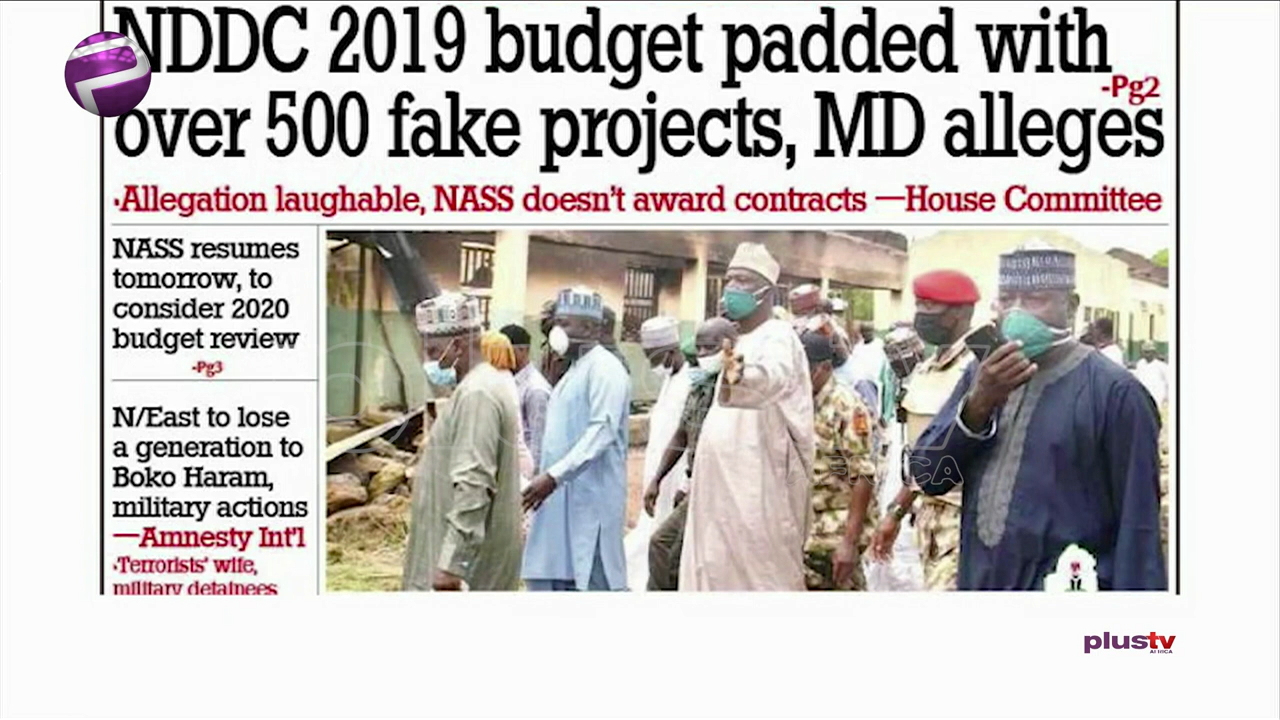 NDDC 2019 budget padded with
-Pg2
over 500 fake projects, MD alleges
·Allegation laughable, NASS doesn't award contracts —House Committee
NASS resumes
tomorrow, to
consider 2020
budget review
-Pg3
N/East to lose
a generation to
Boko Haram,
military actions
—Amnesty Int'l
·Terrorists' wife,
military detainees
plustv
AFRICA